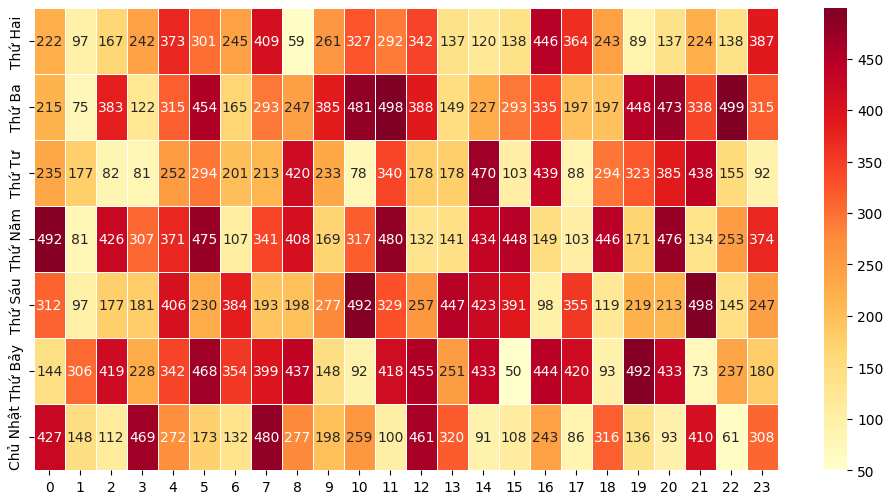 Thứ Hai 222 97 167 242 373 301 245 409 59 261 327 292 342 137 120 138 446 364 243 89 137 224 138 387
Thứ Ba 215 75 383 122 315 454 165 293 247 385 481 498 388 149 227 293 335 197 197 448 473 338 499 315
Thứ Tư 235 177 82 81 252 294 201 213 420 233 78 340 178 178 470 103 439 88 294 323 385 438 155 92
Thứ Năm 492 81 426 307 371 475 107 341 408 169 317 480 132 141 434 448 149 103 446 171 476 134 253 374
Thứ Sáu 312 97 177 181 406 230 384 193 198 277 492 329 257 447 423 391 98 355 119 219 213 498 145 247
Thứ Bảy 144 306 419 228 342 468 354 399 437 148 92 418 455 251 433 50 444 420 93 492 433 73 237 180
Chủ Nhật 427 148 112 469 272 173 132 480 277 198 259 100 461 320 91 108 243 86 316 136 93 410 61 308
0 1 2 3 4 5 6 7 8 9 10 11 12 13 14 15 16 17 18 19 20 21 22 23
450
400
350
300
250
200
150
100
50